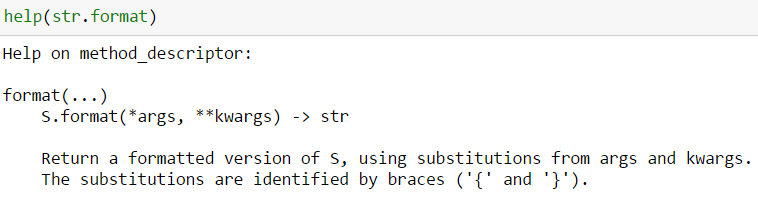 help(str.format)
Help on method_descriptor:
format(...)
S.format(*args, **kwargs) -> str
Return a formatted version of S, using substitutions from args and kwargs.
The substitutions are identified by braces ('{' and '}').